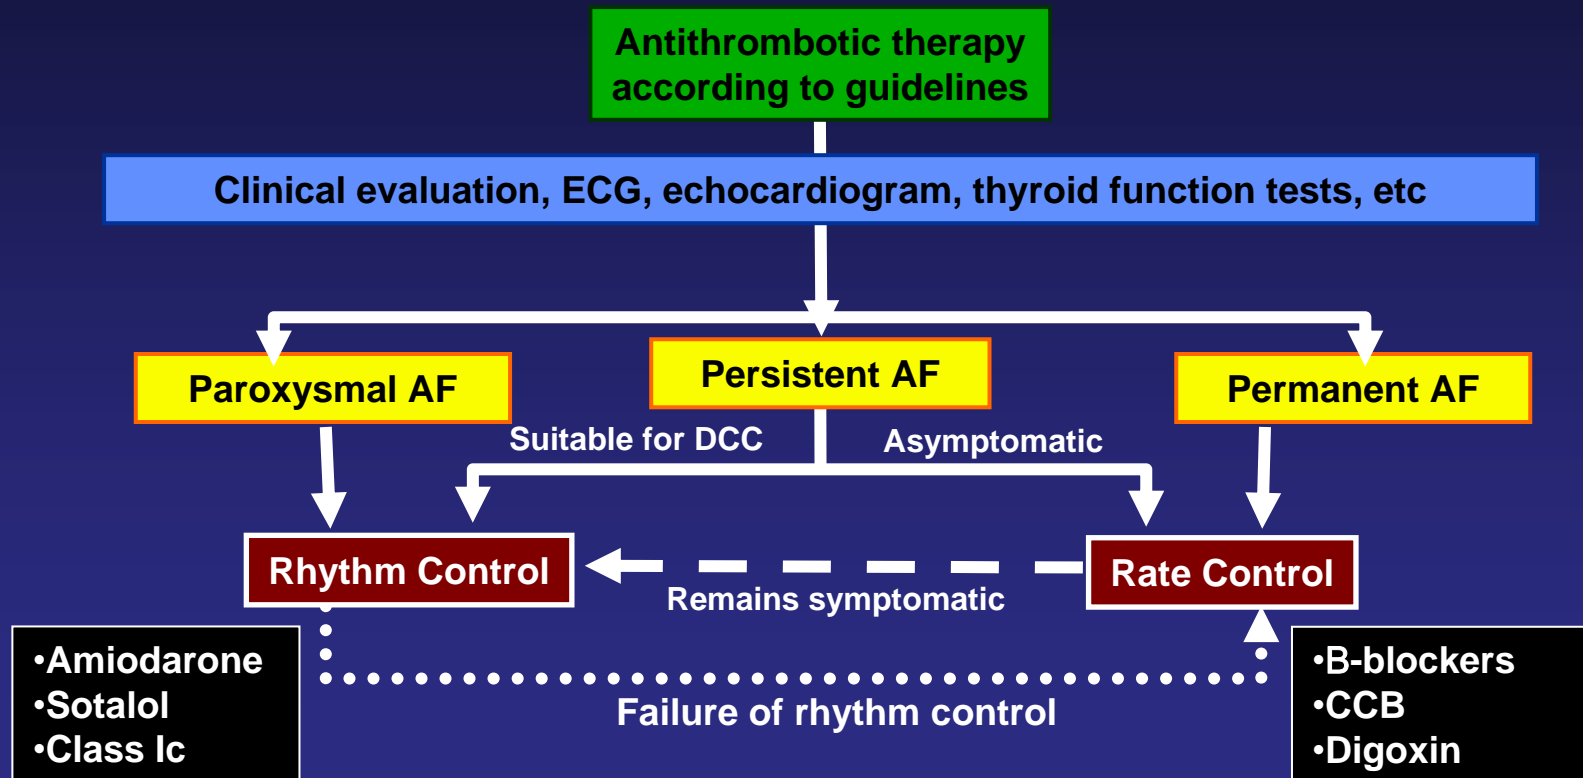 Antithrombotic therapy
according to guidelines
Clinical evaluation, ECG, echocardiogram, thyroid function tests, etc
Paroxysmal AF
Persistent AF
Permanent AF
Suitable for DCC
Asymptomatic
Rhythm Control
Rate Control
Remains symptomatic
•Amiodarone
•Sotalol
•Class Ic
Failure of rhythm control
•B-blockers
•CCB
•Digoxin